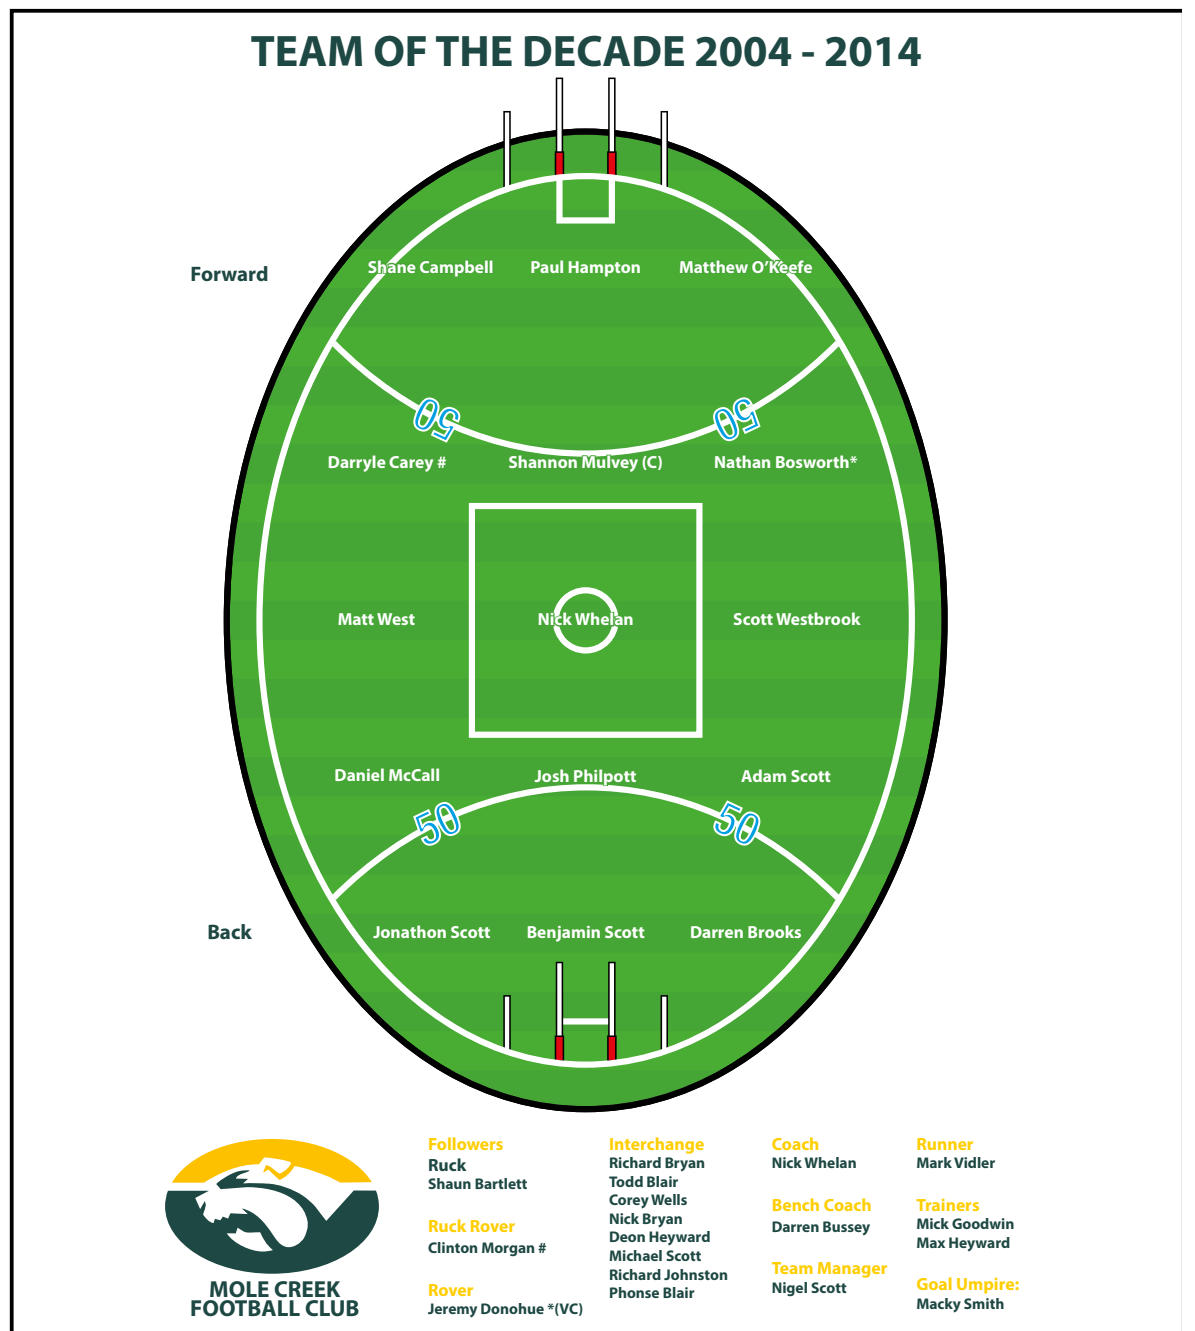 TEAM OF THE DECADE 2004 - 2014
Forward
Shane Campbell Paul Hampton Matthew O'Keefe
50 50
Darryle Carey # Shannon Mulvey (C) Nathan Bosworth*
Matt West Nick Whelan Scott Westbrook
Daniel McCall Josh Philpott Adam Scott
50 50
Back
Jonathon Scott Benjamin Scott Darren Brooks
MOLE CREEK
FOOTBALL CLUB
Followers
Ruck
Shaun Bartlett
Ruck Rover
Clinton Morgan #
Rover
Jeremy Donohue *(VC)
Interchange
Richard Bryan
Todd Blair
Corey Wells
Nick Bryan
Deon Heyward
Michael Scott
Richard Johnston
Phonse Blair
Coach
Nick Whelan
Bench Coach
Darren Bussey
Team Manager
Nigel Scott
Runner
Mark Vidler
Trainers
Mick Goodwin
Max Heyward
Goal Umpire:
Macky Smith